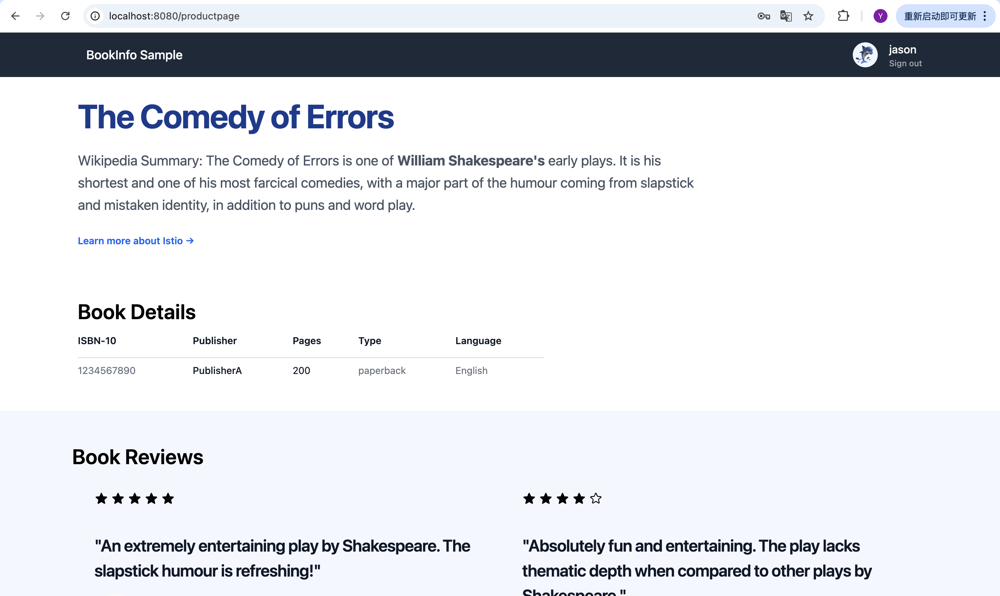 localhost:8080/productpage
Y
重新启动即可更新
BookInfo Sample
jason
Sign out
The Comedy of Errors
Wikipedia Summary: The Comedy of Errors is one of William Shakespeare's early plays. It is his
shortest and one of his most farcical comedies, with a major part of the humour coming from slapstick
and mistaken identity, in addition to puns and word play.
Learn more about Istio →
Book Details
ISBN-10 Publisher Pages Type Language
1234567890 PublisherA 200 paperback English
Book Reviews
"An extremely entertaining play by Shakespeare. The
slapstick humour is refreshing!"
"Absolutely fun and entertaining. The play lacks
thematic depth when compared to other plays by
Shakespeare."